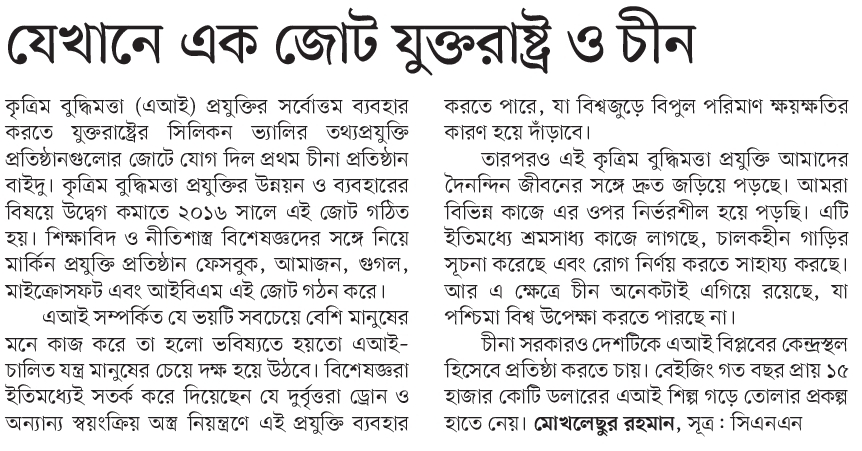 যেখানে এক জোট যুক্তরাষ্ট্র ও চীন
কৃত্রিম বুদ্ধিমত্তা (এআই) প্রযুক্তির সর্বোত্তম ব্যবহার
করতে যুক্তরাষ্ট্রের সিলিকন ভ্যালির তথ্যপ্রযুক্তি
প্রতিষ্ঠানগুলোর জোটে যোগ দিল প্রথম চীনা প্রতিষ্ঠান
বাইদু। কৃত্রিম বুদ্ধিমত্তা প্রযুক্তির উন্নয়ন ও ব্যবহারের
বিষয়ে উদ্বেগ কমাতে ২০১৬ সালে এই জোট গঠিত
হয়। শিক্ষাবিদ ও নীতিশাস্ত্র বিশেষজ্ঞদের সঙ্গে নিয়ে
মার্কিন প্রযুক্তি প্রতিষ্ঠান ফেসবুক, আমাজন, গুগল,
মাইক্রোসফট এবং আইবিএম এই জোট গঠন করে।
এআই সম্পর্কিত যে ভয়টি সবচেয়ে বেশি মানুষের
মনে কাজ করে তা হলো ভবিষ্যতে হয়তো এআই-
চালিত যন্ত্র মানুষের চেয়ে দক্ষ হয়ে উঠবে। বিশেষজ্ঞরা
ইতিমধ্যেই সতর্ক করে দিয়েছেন যে দুর্বৃত্তরা ড্রোন ও
অন্যান্য স্বয়ংক্রিয় অস্ত্র নিয়ন্ত্রণে এই প্রযুক্তি ব্যবহার
করতে পারে, যা বিশ্বজুড়ে বিপুল পরিমাণ ক্ষয়ক্ষতির
কারণ হয়ে দাঁড়াবে।
তারপরও এই কৃত্রিম বুদ্ধিমত্তা প্রযুক্তি আমাদের
দৈনন্দিন জীবনের সঙ্গে দ্রুত জড়িয়ে পড়ছে। আমরা
বিভিন্ন কাজে এর ওপর নির্ভরশীল হয়ে পড়ছি। এটি
ইতিমধ্যে শ্রমসাধ্য কাজে লাগছে, চালকহীন গাড়ির
সূচনা করেছে এবং রোগ নির্ণয় করতে সাহায্য করছে।
আর এ ক্ষেত্রে চীন অনেকটাই এগিয়ে রয়েছে, যা
পশ্চিমা বিশ্ব উপেক্ষা করতে পারছে না।
চীনা সরকারও দেশটিকে এআই বিপ্লবের কেন্দ্রস্থল
হিসেবে প্রতিষ্ঠা করতে চায়। বেইজিং গত বছর প্রায় ১৫
হাজার কোটি ডলারের এআই শিল্প গড়ে তোলার প্রকল্প
হাতে নেয়। মোখলেছুর রহমান, সূত্র : সিএনএন